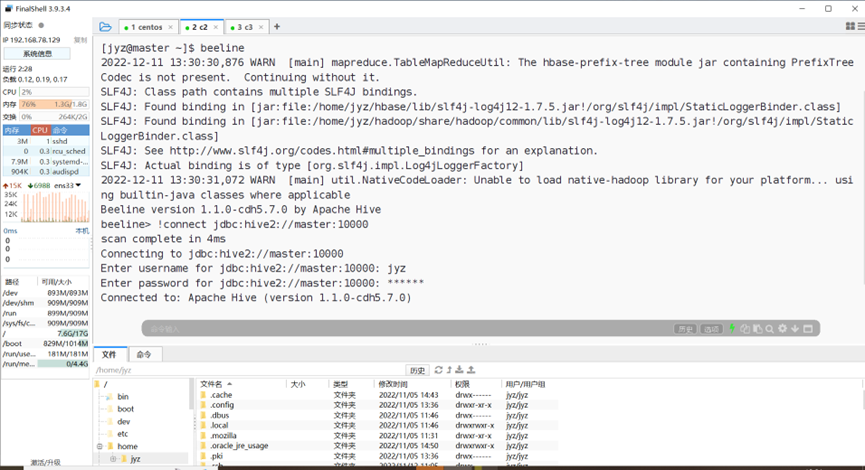 FinalShell 3.9.4
同步状态
IP 192.168.78.129 复制
系统信息
运行 2:28
负载 0.12, 0.19, 0.17
CPU 2%
内存 76% 1.3G/1.8G
交换 0% 264K/2G
内存 CPU 命令
3M 1 sshd
0 0.3 rcu_sched
7.9M 0.3 systemd-...
904K 0.3 audispd
15K 698B ens33
35K
24K
12K
0ms 本机
0
0
0
路径 可用/大小
/dev 893M/893M
/dev/shm 909M/909M
/run 899M/909M
/sys/fs/c... 909M/909M
/ 7.6G/17G
/boot 829M/1014M
/run/use... 181M/181M
/run/me... 0/4.4G
激活/升级
1 centos × 2 c2 × 3 c3 × +
[jyz@master ~]$ beeline
2022-12-11 13:30:30,876 WARN [main] mapreduce.TableMapReduceUtil: The hbase-prefix-tree module jar containing PrefixTree
Codec is not present. Continuing without it.
SLF4J: Class path contains multiple SLF4J bindings.
SLF4J: Found binding in [jar:file:/home/jyz/hbase/lib/slf4j-log4j12-1.7.5.jar!/org/slf4j/impl/StaticLoggerBinder.class]
SLF4J: Found binding in [jar:file:/home/jyz/hadoop/share/hadoop/common/lib/slf4j-log4j12-1.7.5.jar!/org/slf4j/impl/Static
LoggerBinder.class]
SLF4J: See http://www.slf4j.org/codes.html#multiple_bindings for an explanation.
SLF4J: Actual binding is of type [org.slf4j.impl.Log4jLoggerFactory]
2022-12-11 13:30:31,072 WARN [main] util.NativeCodeLoader: Unable to load native-hadoop library for your platform... usi
ng builtin-java classes where applicable
Beeline version 1.1.0-cdh5.7.0 by Apache Hive
beeline> !connect jdbc:hive2://master:10000
scan complete in 4ms
Connecting to jdbc:hive2://master:10000
Enter username for jdbc:hive2://master:10000: jyz
Enter password for jdbc:hive2://master:10000: ******
Connected to: Apache Hive (version 1.1.0-cdh5.7.0)
命令输入 历史 选项
文件 命令
/home/jyz 历史
/
bin
boot
dev
etc
home
jyz
文件名 大小 类型 修改时间 权限 用户/用户组
.cache 文件夹 2022/11/05 14:43 drwx------ jyz/jyz
.config 文件夹 2022/11/05 13:36 drwxr-xr-x jyz/jyz
.dbus 文件夹 2022/11/05 11:46 drwx------ jyz/jyz
.local 文件夹 2022/11/05 11:46 drwxrwxr-x jyz/jyz
.mozilla 文件夹 2022/11/05 11:31 drwxr-xr-x jyz/jyz
.oracle_jre_usage 文件夹 2022/11/05 14:50 drwxrwxr-x jyz/jyz
.pki 文件夹 2022/11/05 13:36 drwx------ jyz/jyz